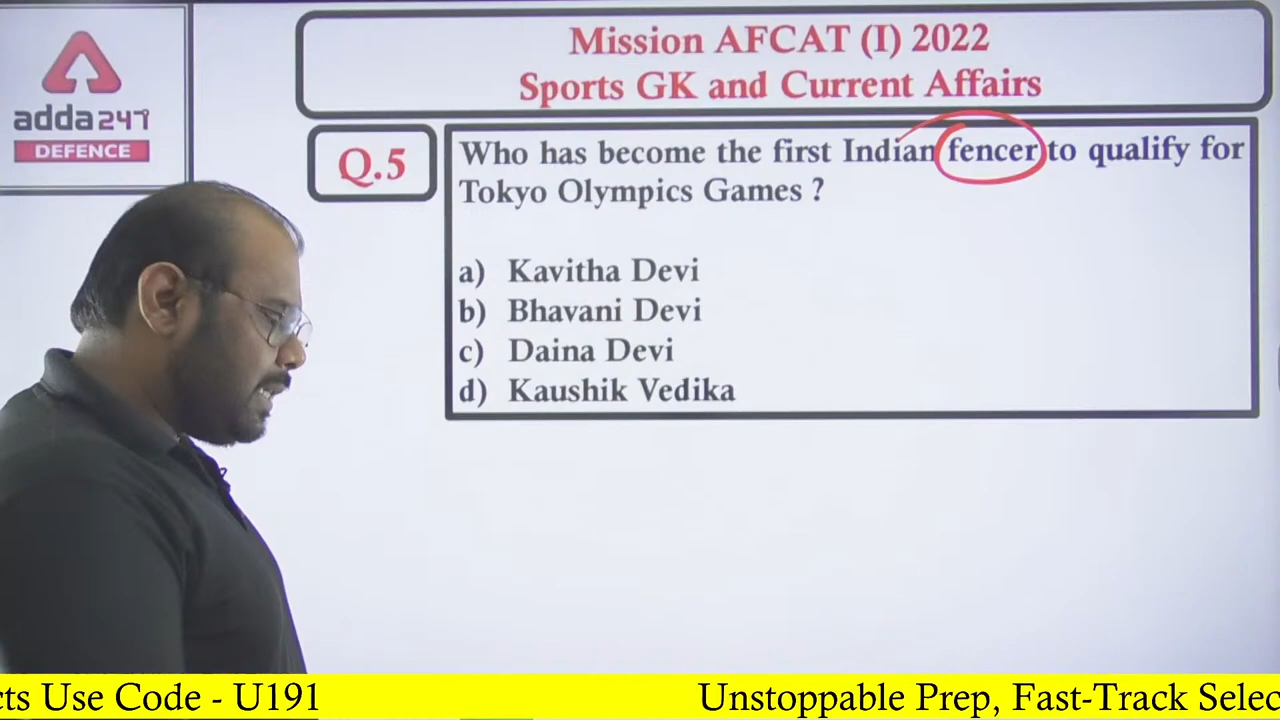 Mission AFCAT (I) 2022
Sports GK and Current Affairs
adda247
DEFENCE
Q.5
Who has become the first Indian fencer to qualify for
Tokyo Olympics Games ?
a) Kavitha Devi
b) Bhavani Devi
c) Daina Devi
d) Kaushik Vedika
cts Use Code - U191
Unstoppable Prep, Fast-Track Selec